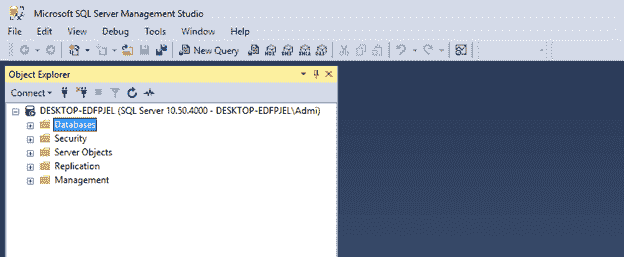 Microsoft SQL Server Management Studio
File Edit View Debug Tools Window Help
New Query
Object Explorer
Connect
DESKTOP-EDFPJEL (SQL Server 10.50.4000 - DESKTOP-EDFPJEL\Admi)
Databases
Security
Server Objects
Replication
Management